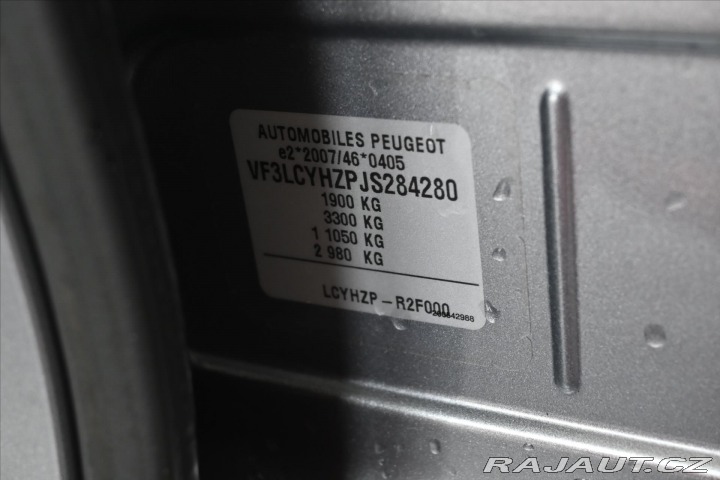 AUTOMOBILES PEUGEOT
e2*2007/46*0405
VF3LCYHZPJS284280
1900 KG
3300 KG
1 1050 KG
2 980 KG
LCYHZP - R2F000
RAJAUT.CZ